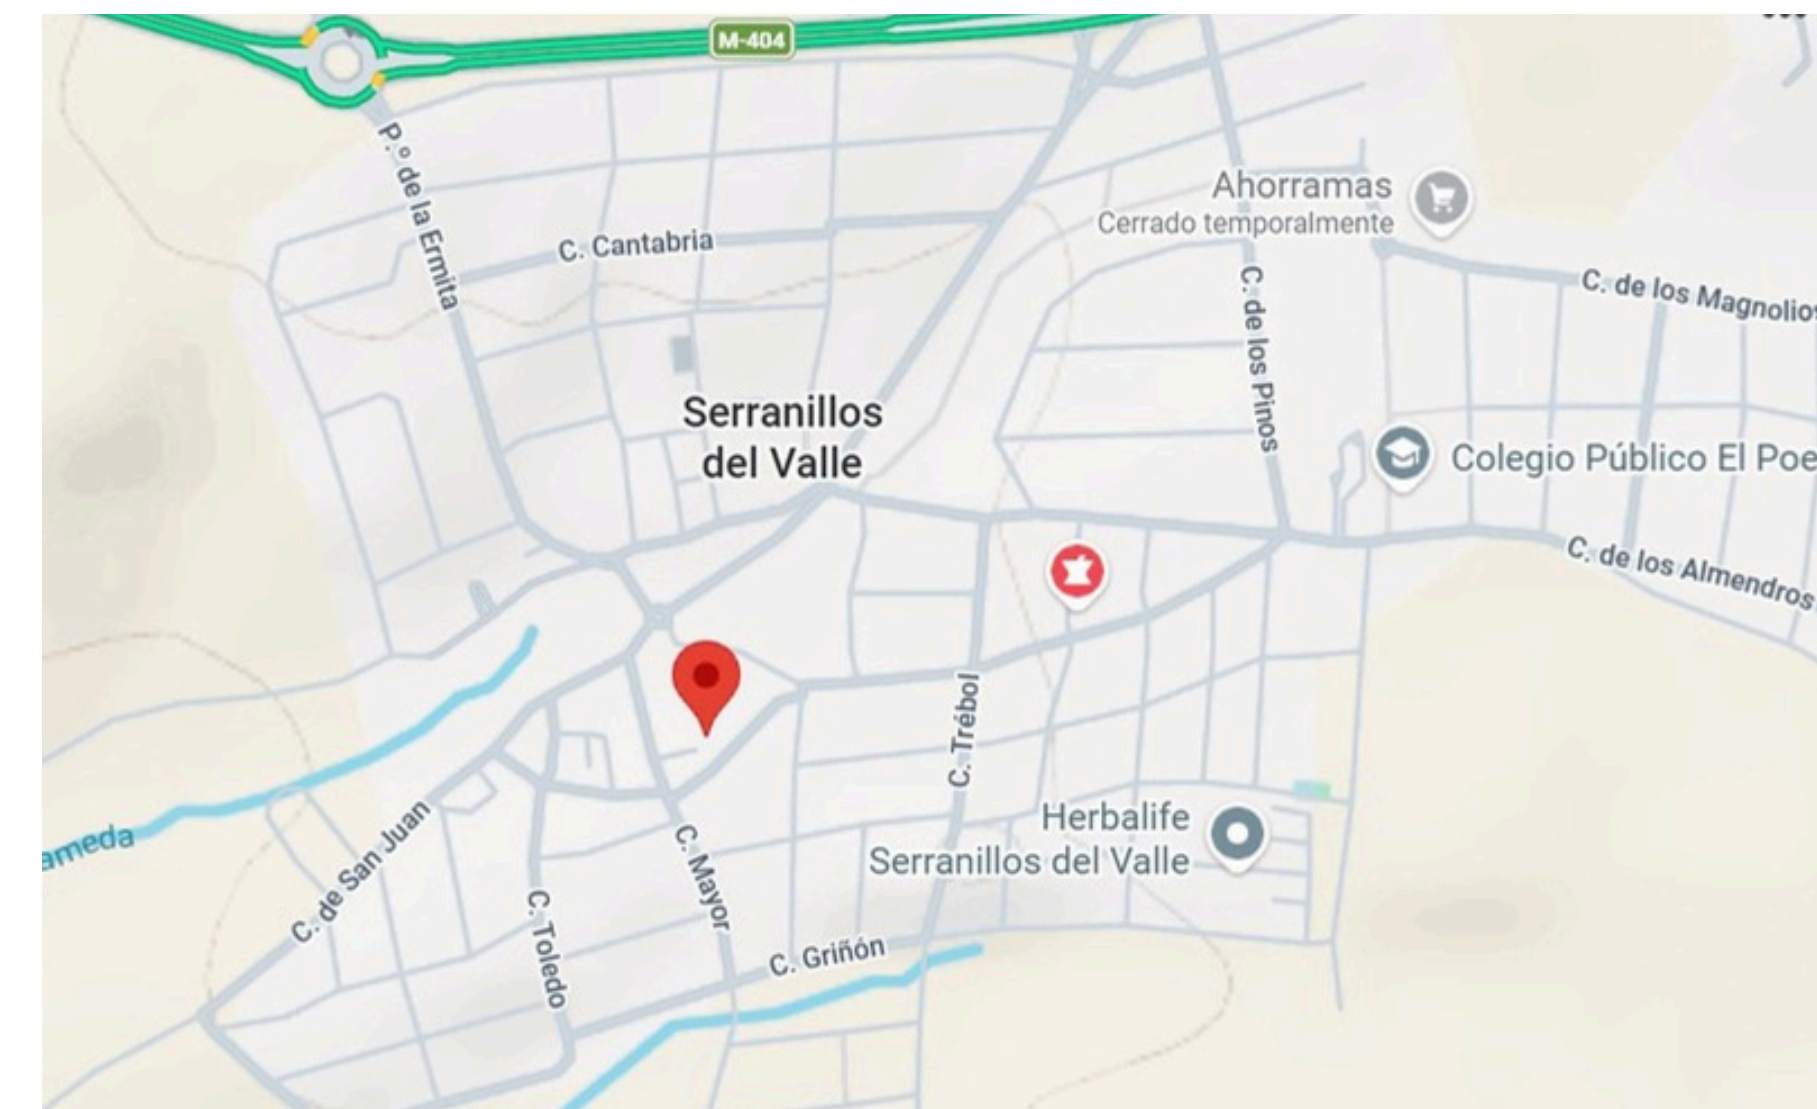 M-404
P.º de la Ermita
Ahorramas
Cerrado temporalmente
C. Cantabria
C. de los Magnolios
C. de los Pinos
Serranillos
del Valle
Colegio Público El Poe
C. de los Almendros
C. Trébol
ameda
C. de San Juan
C. Mayor
Herbalife
Serranillos del Valle
C. Toledo
C. Griñón